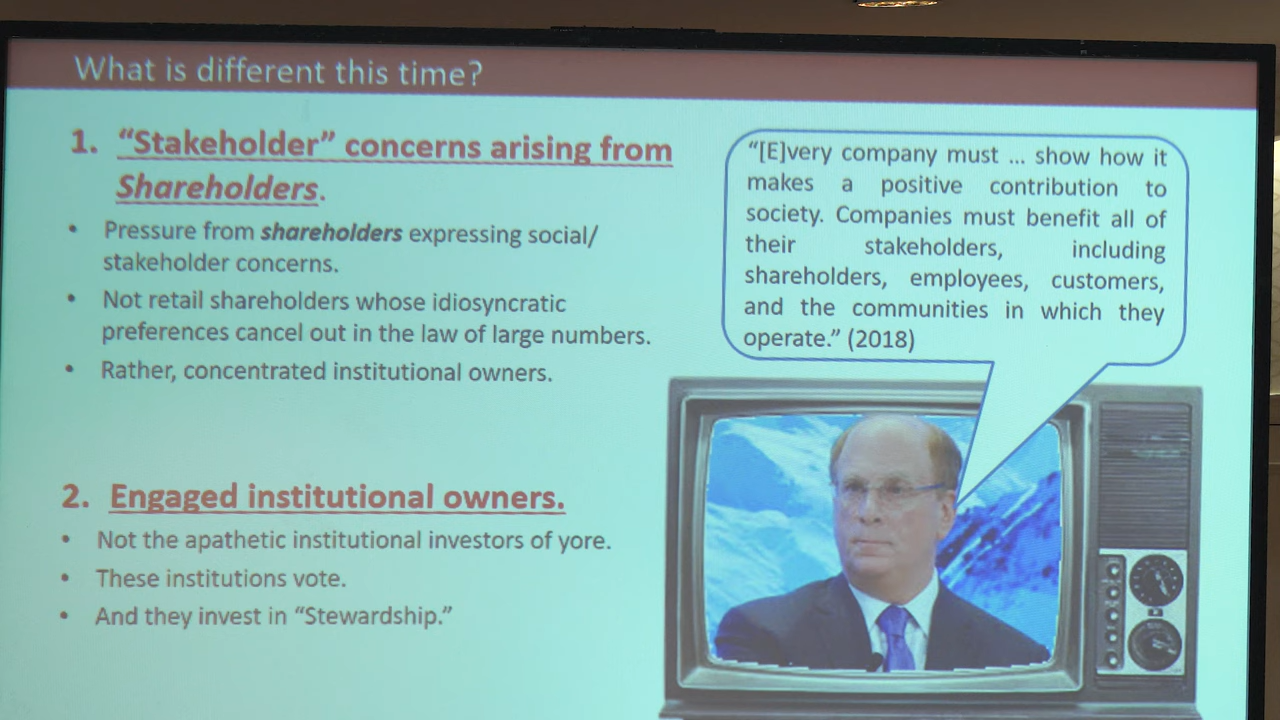 What is different this time?
1. “Stakeholder” concerns arising from
Shareholders.
• Pressure from shareholders expressing social/
stakeholder concerns.
• Not retail shareholders whose idiosyncratic
preferences cancel out in the law of large numbers.
• Rather, concentrated institutional owners.
2. Engaged institutional owners.
• Not the apathetic institutional investors of yore.
• These institutions vote.
• And they invest in “Stewardship.”
“[E]very company must ... show how it
makes a positive contribution to
society. Companies must benefit all of
their stakeholders, including
shareholders, employees, customers,
and the communities in which they
operate.” (2018)